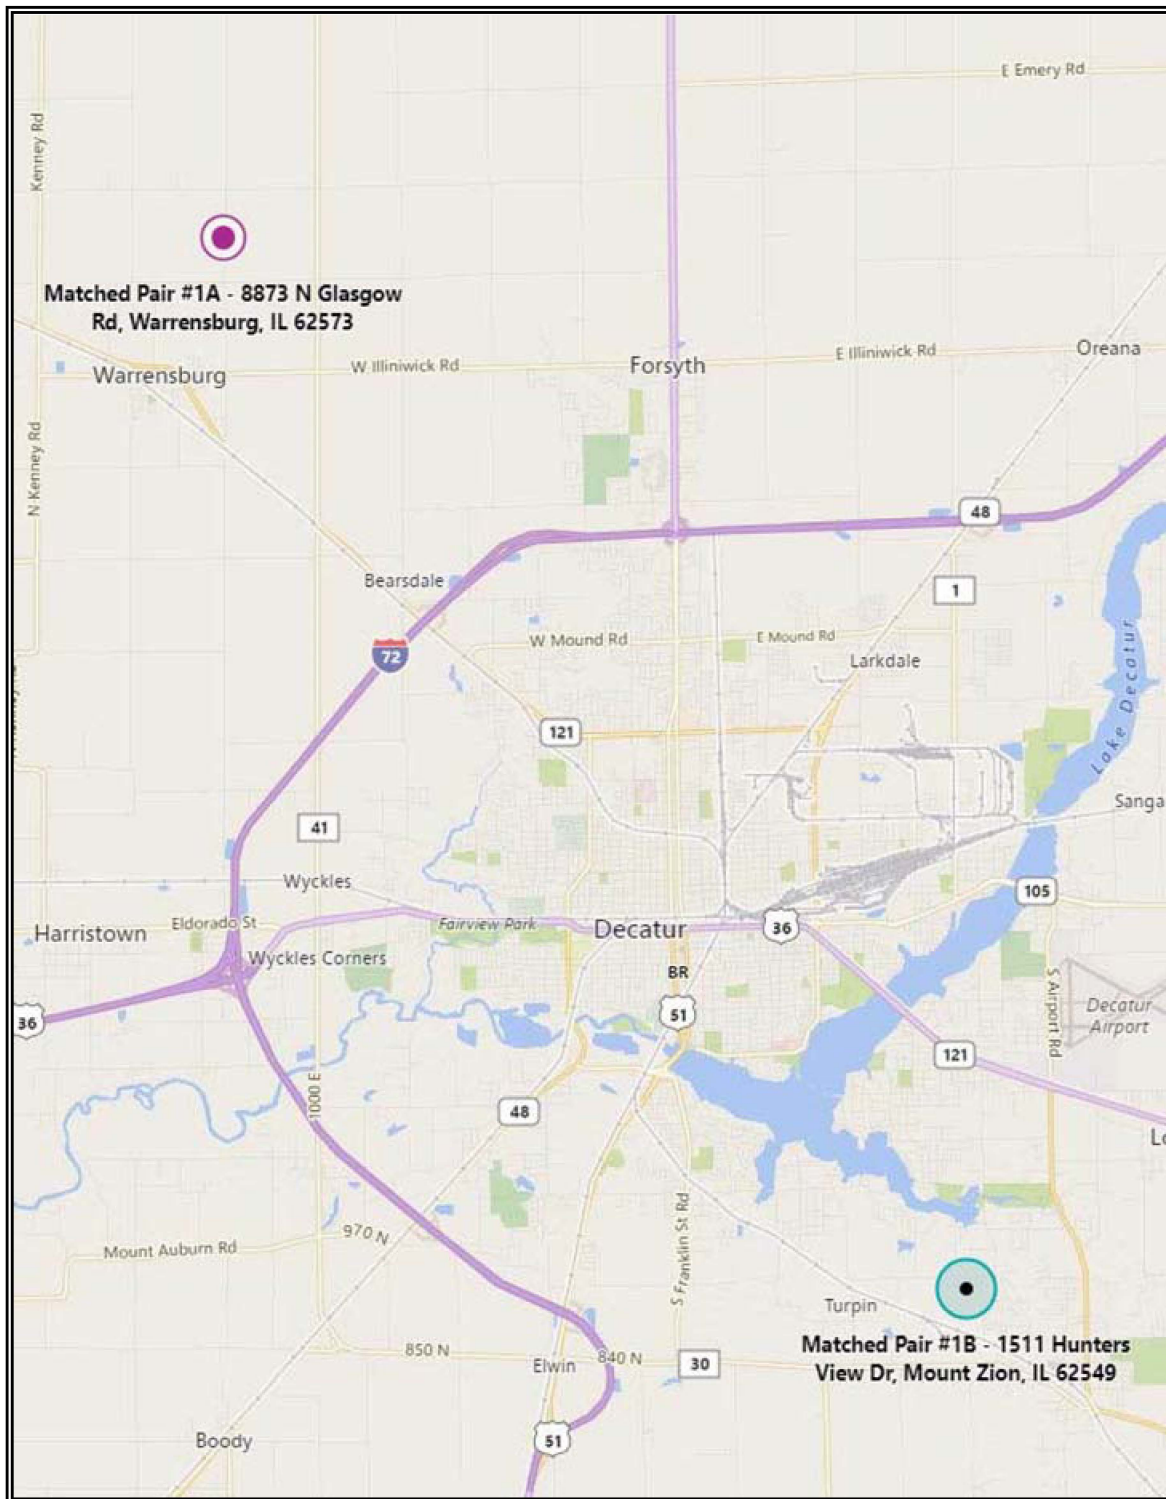 E Emery Rd
Kenney Rd
Matched Pair #1A - 8873 N Glasgow
Rd, Warrensburg, IL 62573
Oreana
E Illiniwick Rd
W Illiniwick Rd
Forsyth
Warrensburg
N Kenney Rd
48
Bearsdale
1
W Mound Rd
E Mound Rd
72
Larkdale
Lake Decatur
121
Sanga
41
Wyckles
105
Eldorado St
Fairview Park
Harristown
Decatur
36
Wyckles Corners
BR
51
S Airport Rd
Decatur
Airport
36
121
1000 E
48
Lo
970 N
Mount Auburn Rd
S Franklin St Rd
Turpin
Matched Pair #1B - 1511 Hunters
View Dr, Mount Zion, IL 62549
850 N
840 N
Elwin
30
Boody
51